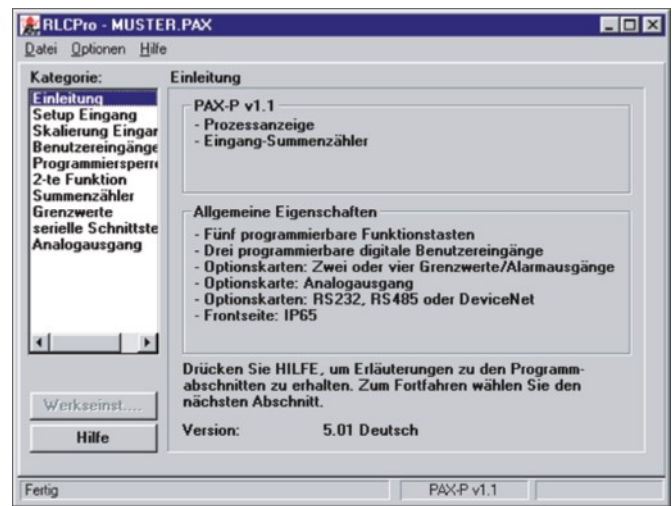 RLCPro - MUSTER.PAX
Datei Optionen Hilfe
Kategorie:
Einleitung
Setup Eingang
Skalierung Eingar
Benutzereingänge
Programmiersperre
2-te Funktion
Summenzähler
Grenzwerte
serielle Schnittste
Analogausgang
Werkseinst....
Hilfe
Einleitung
PAX-P v1.1
- Prozessanzeige
- Eingang-Summenzähler
Allgemeine Eigenschaften
- Fünf programmierbare Funktionstasten
- Drei programmierbare digitale Benutzereingänge
- Optionskarten: Zwei oder vier Grenzwerte/Alarmausgänge
- Optionskarte: Analogausgang
- Optionskarten: RS232, RS485 oder DeviceNet
- Frontseite: IP65
Drücken Sie HILFE, um Erläuterungen zu den Programm-
abschnitten zu erhalten. Zum Fortfahren wählen Sie den
nächsten Abschnitt.
Version: 5.01 Deutsch
Fertig
PAX-P v1.1